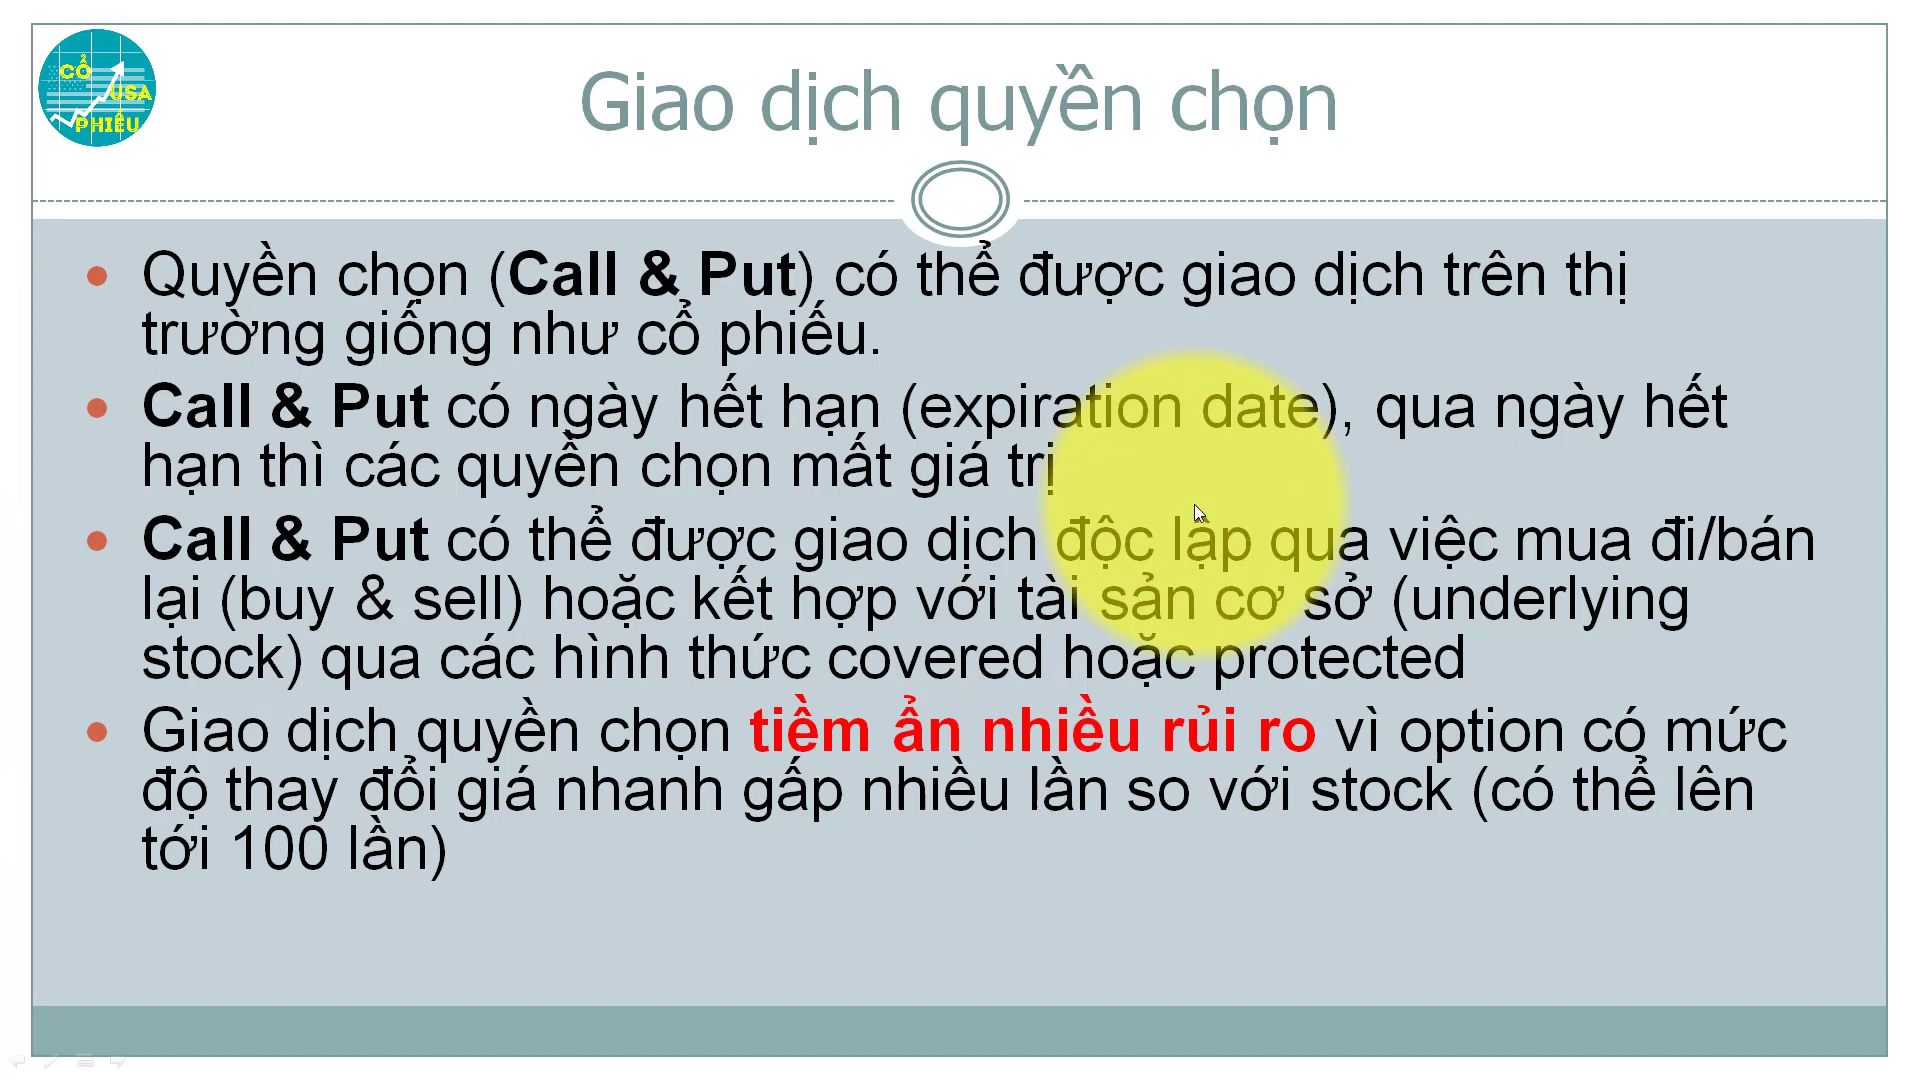 CỔ
USA
PHIẾU
Giao dịch quyền chọn
Quyền chọn (Call & Put) có thể được giao dịch trên thị
trường giống như cổ phiếu.
Call & Put có ngày hết hạn (expiration date), qua ngày hết
hạn thì các quyền chọn mất giá trị
Call & Put có thể được giao dịch độc lập qua việc mua đi/bán
lại (buy & sell) hoặc kết hợp với tài sản cơ sở (underlying
stock) qua các hình thức covered hoặc protected
Giao dịch quyền chọn tiềm ẩn nhiều rủi ro vì option có mức
độ thay đổi giá nhanh gấp nhiều lần so với stock (có thể lên
tới 100 lần)